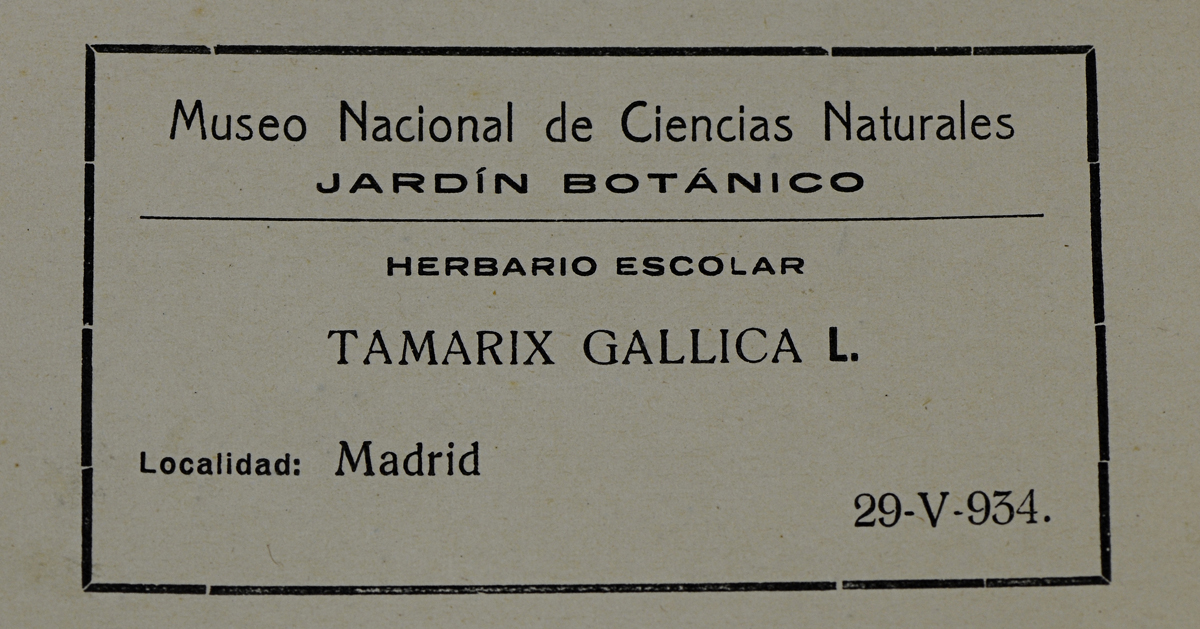 Museo Nacional de Ciencias Naturales
JARDÍN BOTÁNICO
HERBARIO ESCOLAR
TAMARIX GALLICA L.
Localidad: Madrid
29-V-934.